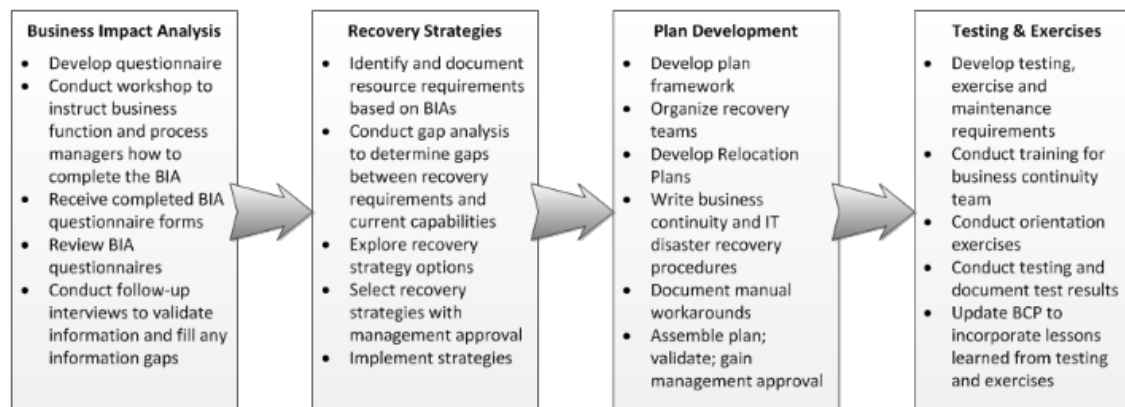 Business Impact Analysis
• Develop questionnaire
• Conduct workshop to
instruct business
function and process
managers how to
complete the BIA
• Receive completed BIA
questionnaire forms
• Review BIA
questionnaires
• Conduct follow-up
interviews to validate
information and fill any
information gaps
Recovery Strategies
• Identify and document
resource requirements
based on BIAs
• Conduct gap analysis
to determine gaps
between recovery
requirements and
current capabilities
• Explore recovery
strategy options
• Select recovery
strategies with
management approval
• Implement strategies
Plan Development
• Develop plan
framework
• Organize recovery
teams
• Develop Relocation
Plans
• Write business
continuity and IT
disaster recovery
procedures
• Document manual
workarounds
• Assemble plan;
validate; gain
management approval
Testing & Exercises
• Develop testing,
exercise and
maintenance
requirements
• Conduct training for
business continuity
team
• Conduct orientation
exercises
• Conduct testing and
document test results
• Update BCP to
incorporate lessons
learned from testing
and exercises